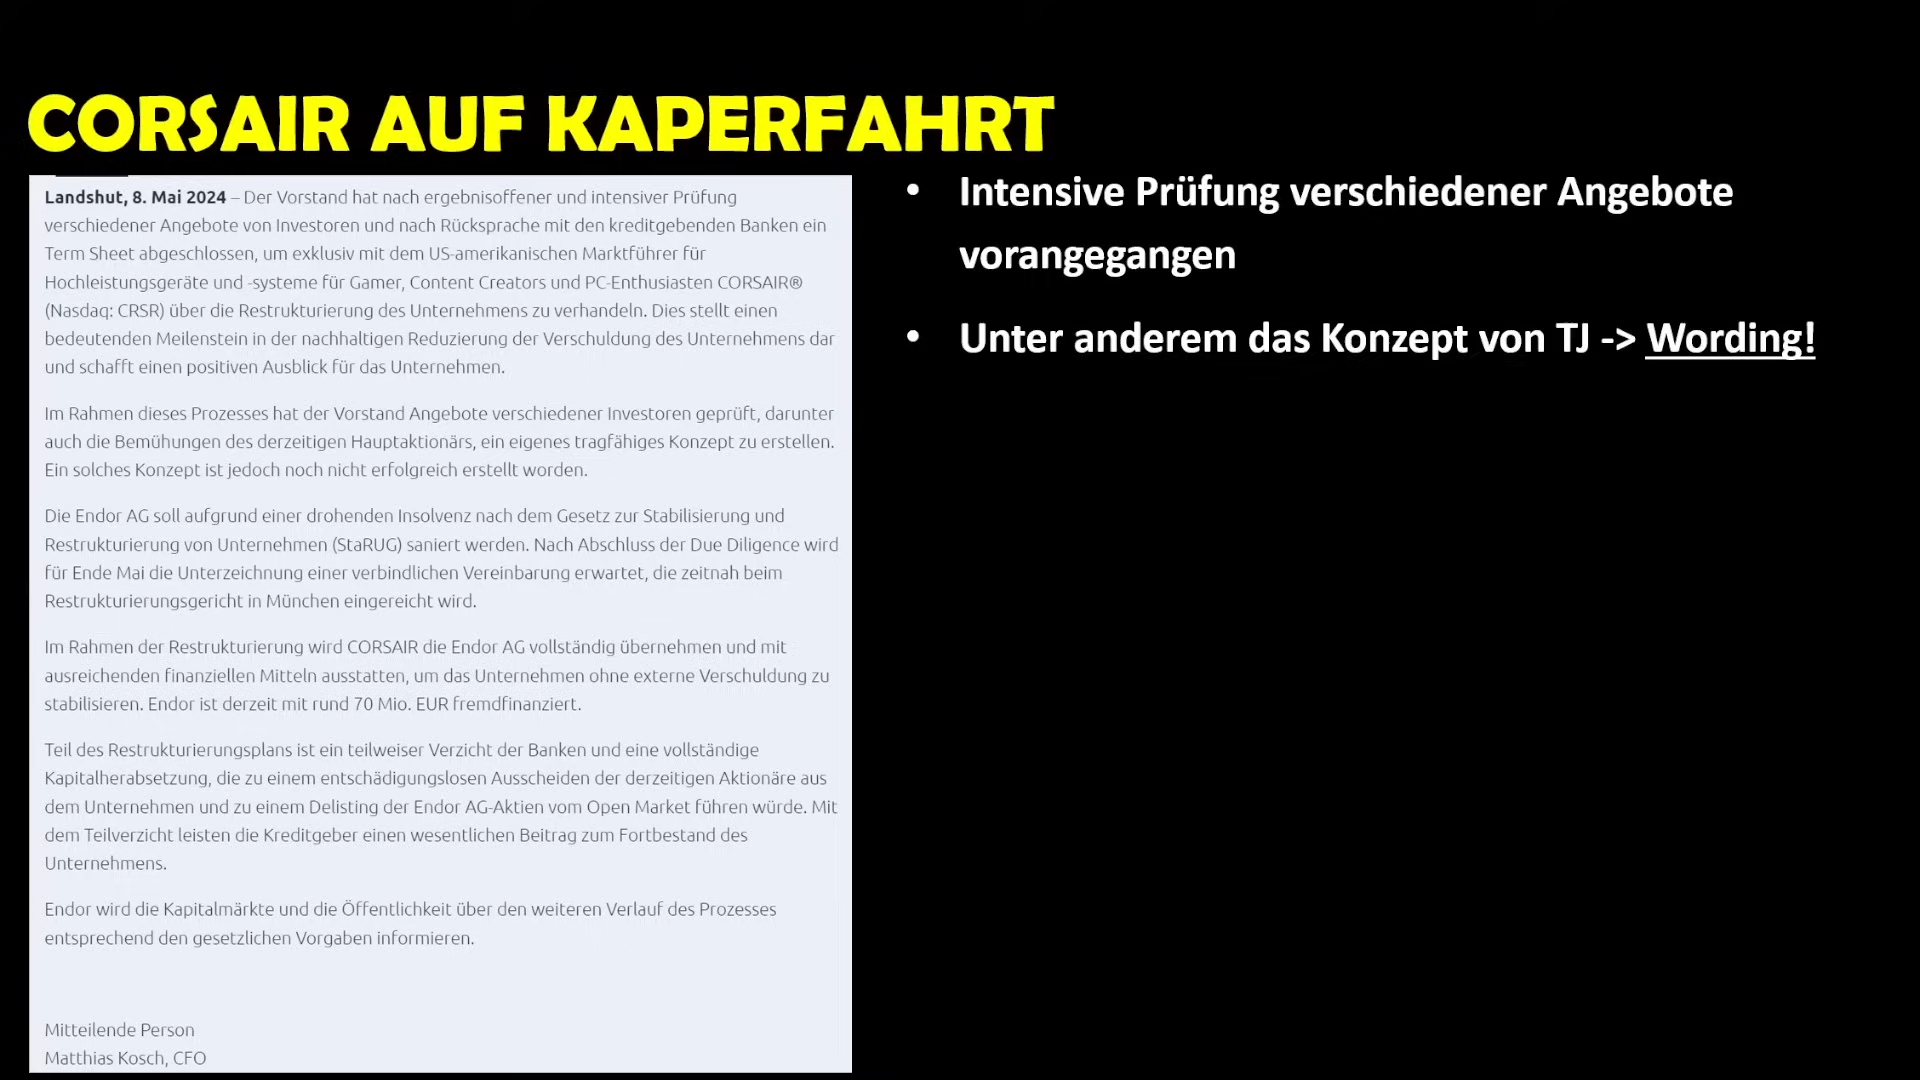 CORSAIR AUF KAPERFAHRT
Landshut, 8. Mai 2024 – Der Vorstand hat nach ergebnisoffener und intensiver Prüfung
verschiedener Angebote von Investoren und nach Rücksprache mit den kreditgebenden Banken ein
Term Sheet abgeschlossen, um exklusiv mit dem US-amerikanischen Marktführer für
Hochleistungsgeräte und -systeme für Gamer, Content Creators und PC-Enthusiasten CORSAIR®
(Nasdaq: CRSR) über die Restrukturierung des Unternehmens zu verhandeln. Dies stellt einen
bedeutenden Meilenstein in der nachhaltigen Reduzierung der Verschuldung des Unternehmens dar
und schafft einen positiven Ausblick für das Unternehmen.
Im Rahmen dieses Prozesses hat der Vorstand Angebote verschiedener Investoren geprüft, darunter
auch die Bemühungen des derzeitigen Hauptaktionärs, ein eigenes tragfähiges Konzept zu erstellen.
Ein solches Konzept ist jedoch noch nicht erfolgreich erstellt worden.
Die Endor AG soll aufgrund einer drohenden Insolvenz nach dem Gesetz zur Stabilisierung und
Restrukturierung von Unternehmen (StaRUG) saniert werden. Nach Abschluss der Due Diligence wird
für Ende Mai die Unterzeichnung einer verbindlichen Vereinbarung erwartet, die zeitnah beim
Restrukturierungsgericht in München eingereicht wird.
Im Rahmen der Restrukturierung wird CORSAIR die Endor AG vollständig übernehmen und mit
ausreichenden finanziellen Mitteln ausstatten, um das Unternehmen ohne externe Verschuldung zu
stabilisieren. Endor ist derzeit mit rund 70 Mio. EUR fremdfinanziert.
Teil des Restrukturierungsplans ist ein teilweiser Verzicht der Banken und eine vollständige
Kapitalherabsetzung, die zu einem entschädigungslosen Ausscheiden der derzeitigen Aktionäre aus
dem Unternehmen und zu einem Delisting der Endor AG-Aktien vom Open Market führen würde. Mit
dem Teilverzicht leisten die Kreditgeber einen wesentlichen Beitrag zum Fortbestand des
Unternehmens.
Endor wird die Kapitalmärkte und die Öffentlichkeit über den weiteren Verlauf des Prozesses
entsprechend den gesetzlichen Vorgaben informieren.
Mitteilende Person
Matthias Kosch, CFO
• Intensive Prüfung verschiedener Angebote
vorangegangen
• Unter anderem das Konzept von TJ -> Wording!